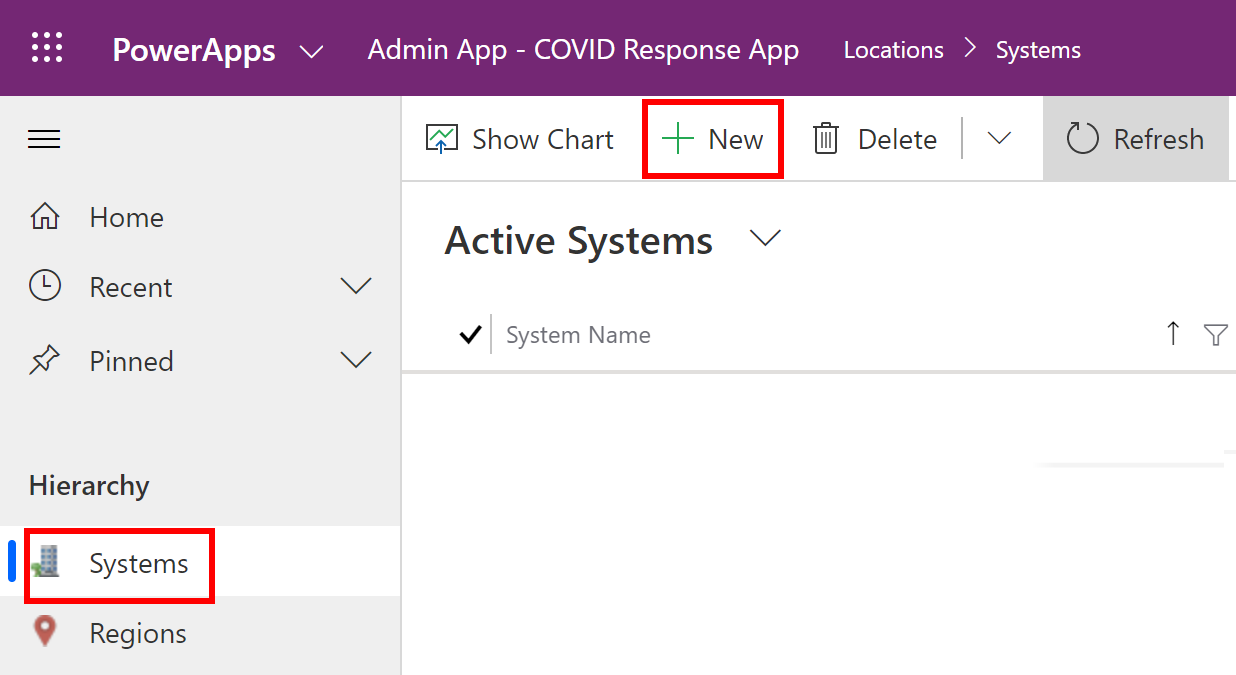 PowerApps Admin App - COVID Response App Locations Systems
Show Chart New Delete Refresh
Home
Recent
Pinned
Hierarchy
Systems
Regions
Active Systems
System Name